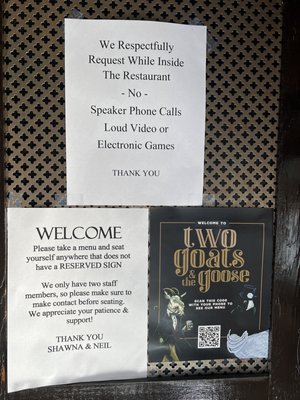 We Respectfully
Request While Inside
The Restaurant
- No -
Speaker Phone Calls
Loud Video or
Electronic Games
THANK YOU
WELCOME
Please take a menu and seat
yourself anywhere that does not
have a RESERVED SIGN
We only have two staff
members, so please make sure to
make contact before seating.
We appreciate your patience &
support!
THANK YOU
SHAWNA & NEIL
WELCOME TO
two
goats
& the
goose
SCAN THIS CODE
WITH YOUR PHONE TO
SEE OUR MENU